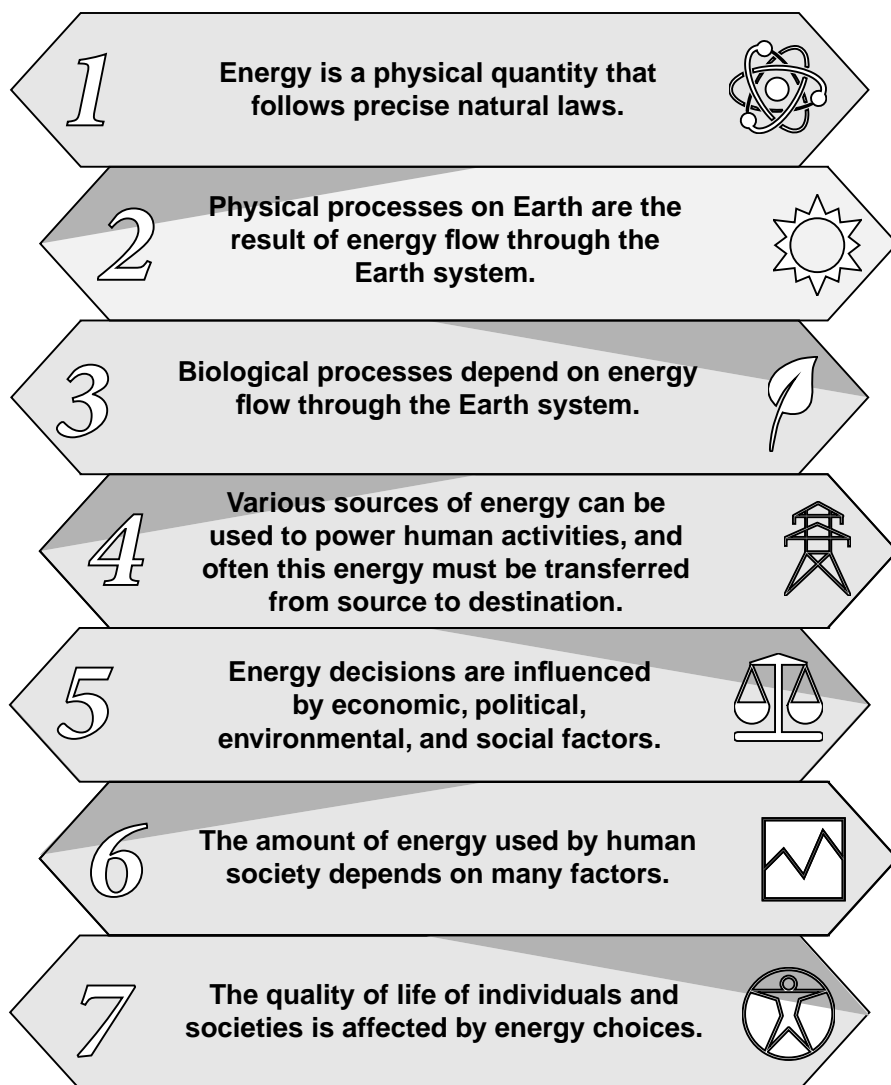 1
Energy is a physical quantity that
follows precise natural laws.
2
Physical processes on Earth are the
result of energy flow through the
Earth system.
3
Biological processes depend on energy
flow through the Earth system.
4
Various sources of energy can be
used to power human activities, and
often this energy must be transferred
from source to destination.
5
Energy decisions are influenced
by economic, political,
environmental, and social factors.
6
The amount of energy used by human
society depends on many factors.
7
The quality of life of individuals and
societies is affected by energy choices.